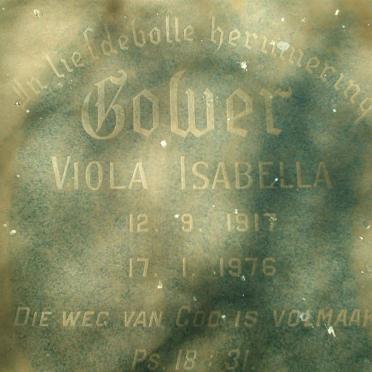 In liefdebolle herinnering
Gower
VIOLA ISABELLA
12. 9. 1917
17. 1. 1976
DIE WEG VAN GOD IS VOLMAAK
Ps. 18 : 31.